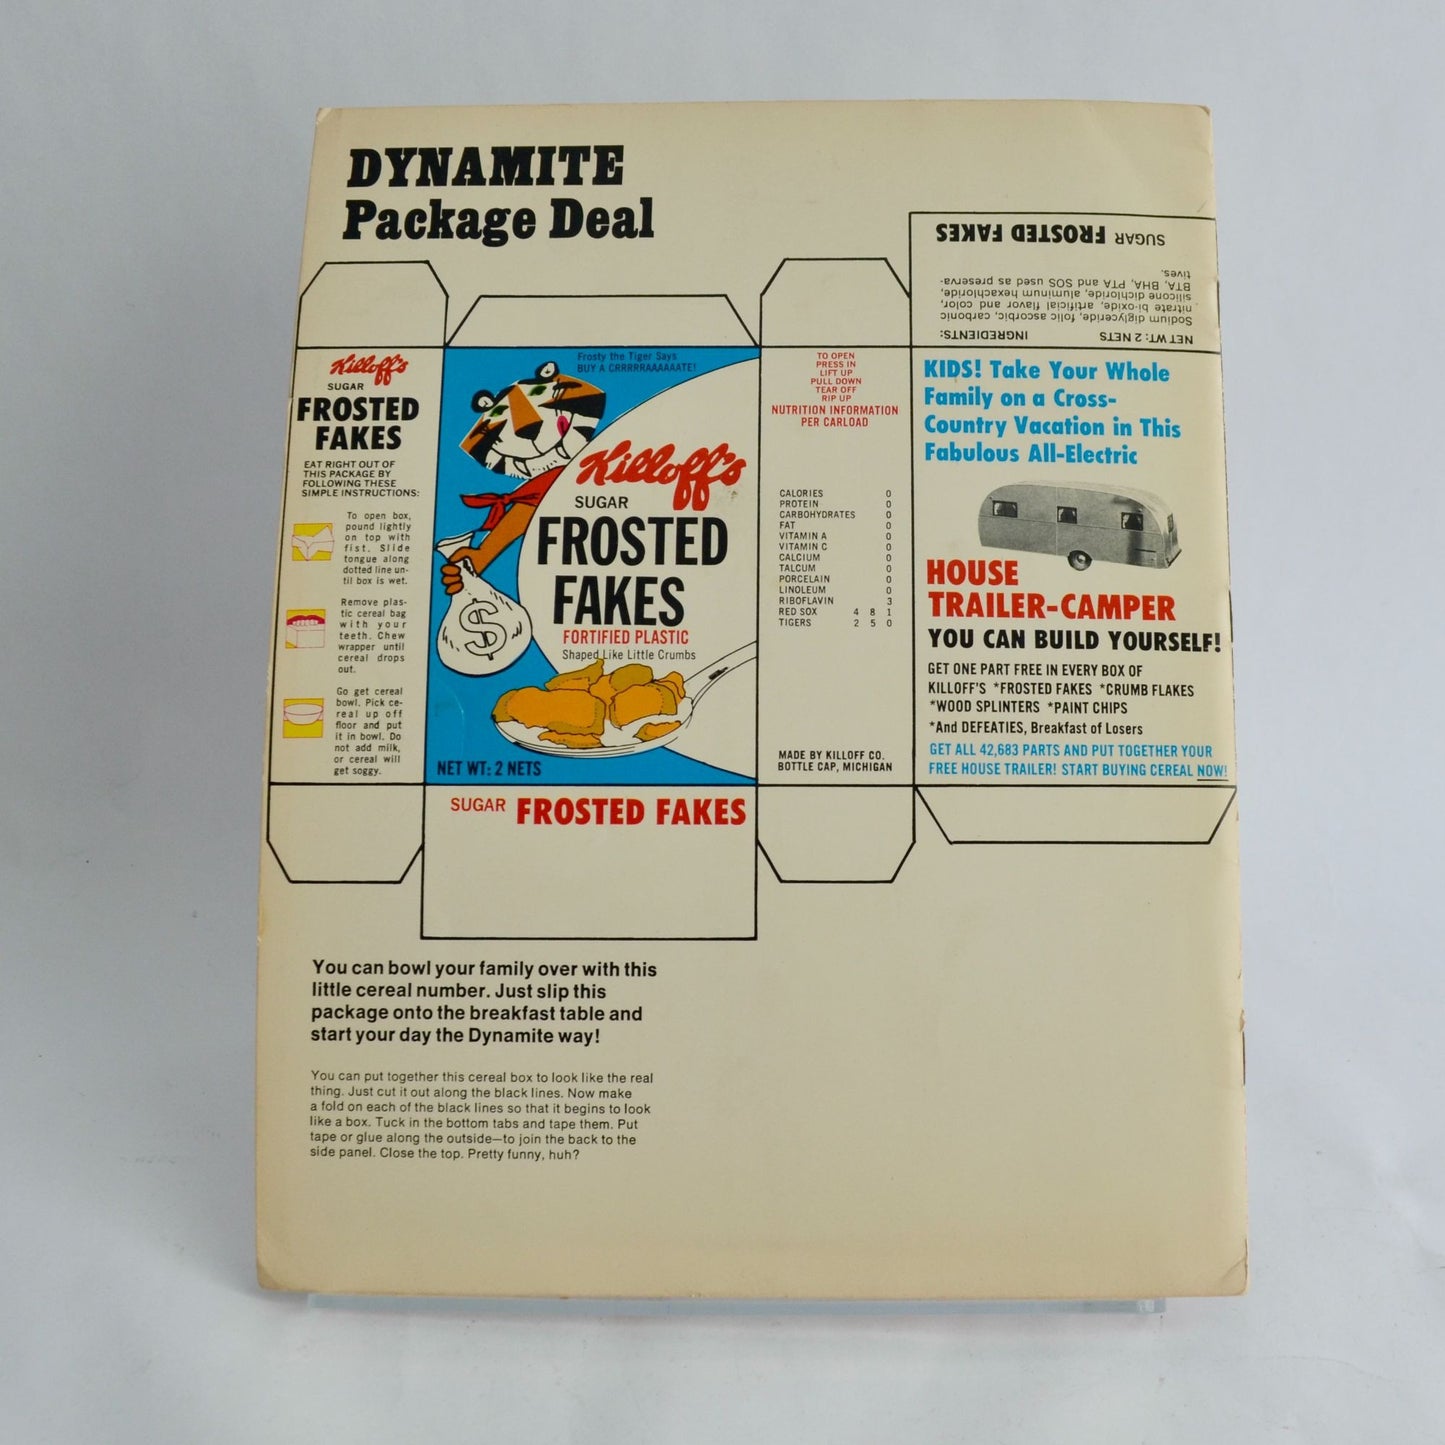 DYNAMITE
Package Deal
SUGAR FROSTED FAKES
NET WT: 2 NETS INGREDIENTS:
Sodium diglyceride, folic ascorbic, carbonic
nitrate bi-oxide, artificial flavor and color,
silicone dichloride, aluminum hexachloride,
BTA, BHA, PTA and SOS used as preserva-
tives.
Killoff's
SUGAR
FROSTED
FAKES
EAT RIGHT OUT OF
THIS PACKAGE BY
FOLLOWING THESE
SIMPLE INSTRUCTIONS:
To open box,
pound lightly
on top with
fist. Slide
tongue along
dotted line un-
til box is wet.
Remove plas-
tic cereal bag
with your
teeth. Chew
wrapper until
cereal drops
out.
Go get cereal
bowl. Pick ce-
real up off
floor and put
it in bowl. Do
not add milk,
or cereal will
get soggy.
Frosty the Tiger Says
BUY A CRRRRRAAAAAATE!
Killoff's
SUGAR
FROSTED
FAKES
FORTIFIED PLASTIC
Shaped Like Little Crumbs
$
NET WT: 2 NETS
SUGAR FROSTED FAKES
TO OPEN
PRESS IN
LIFT UP
PULL DOWN
TEAR OFF
RIP UP
NUTRITION INFORMATION
PER CARLOAD
CALORIES 0
PROTEIN 0
CARBOHYDRATES 0
FAT 0
VITAMIN A 0
VITAMIN C 0
CALCIUM 0
TALCUM 0
PORCELAIN 0
LINOLEUM 0
RIBOFLAVIN 3
RED SOX 4 8 1
TIGERS 2 5 0
MADE BY KILLOFF CO.
BOTTLE CAP, MICHIGAN
KIDS! Take Your Whole
Family on a Cross-
Country Vacation in This
Fabulous All-Electric
HOUSE
TRAILER-CAMPER
YOU CAN BUILD YOURSELF!
GET ONE PART FREE IN EVERY BOX OF
KILLOFF'S *FROSTED FAKES *CRUMB FLAKES
*WOOD SPLINTERS *PAINT CHIPS
*And DEFEATIES, Breakfast of Losers
GET ALL 42,683 PARTS AND PUT TOGETHER YOUR
FREE HOUSE TRAILER! START BUYING CEREAL NOW!
You can bowl your family over with this
little cereal number. Just slip this
package onto the breakfast table and
start your day the Dynamite way!
You can put together this cereal box to look like the real
thing. Just cut it out along the black lines. Now make
a fold on each of the black lines so that it begins to look
like a box. Tuck in the bottom tabs and tape them. Put
tape or glue along the outside—to join the back to the
side panel. Close the top. Pretty funny, huh?